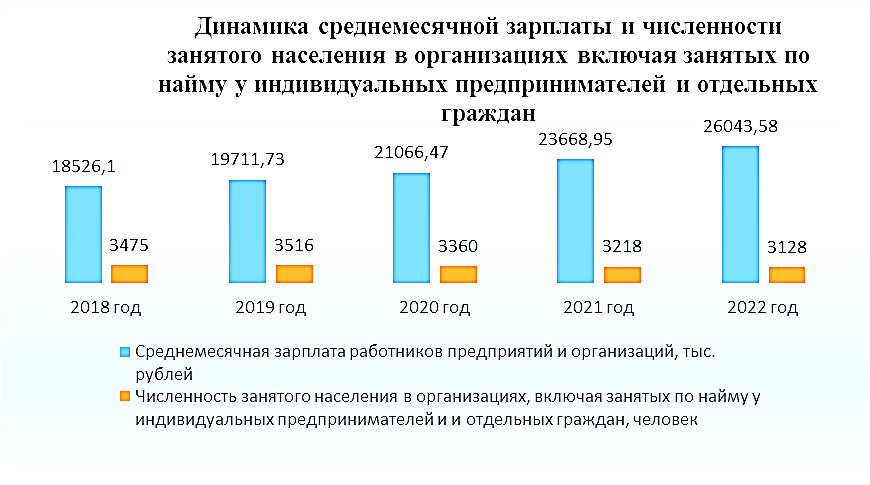 Динамика среднемесячной зарплаты и численности
занятого населения в организациях включая занятых по
найму у индивидуальных предпринимателей и отдельных
граждан
18526,1
3475
19711,73
3516
21066,47
3360
23668,95
3218
26043,58
3128
2018 год
2019 год
2020 год
2021 год
2022 год
Среднемесячная зарплата работников предприятий и организаций, тыс.
рублей
Численность занятого населения в организациях, включая занятых по найму у
индивидуальных предпринимателей и и отдельных граждан, человек